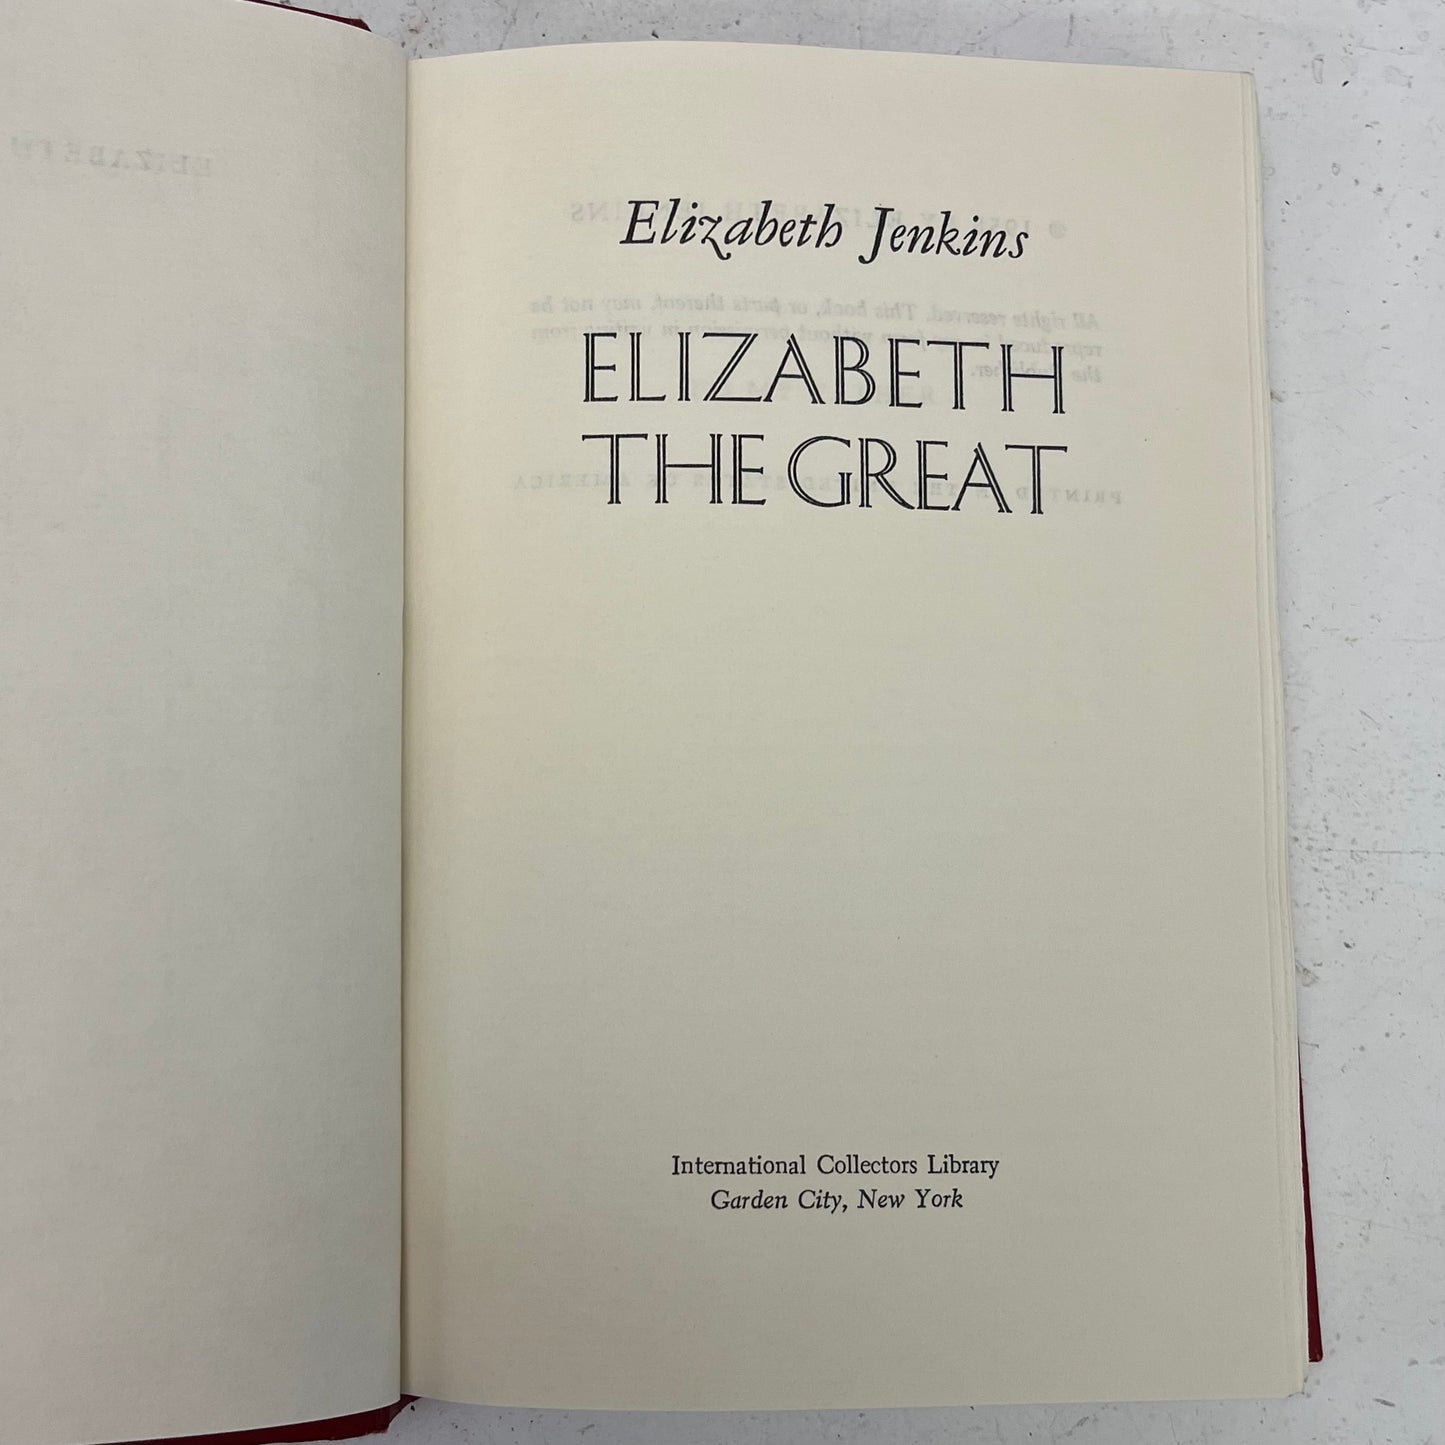 Elizabeth Jenkins
ELIZABETH
THE GREAT
International Collectors Library
Garden City, New York